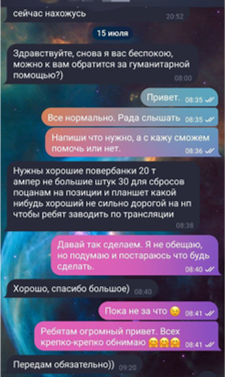 сейчас нахожусь
20:52
15 июля
Здравствуйте, снова я вас беспокою,
можно к вам обратится за гуманитарной
помощью?)
08:00
Привет. 08:35
Все нормально. Рада слышать 08:35
Напиши что нужно, а с кажу сможем
помочь или нет. 08:36
Нужны хорошие повербанки 20 т
ампер не большие штук 30 для сбросов
поцанам на позиции и планшет какой
нибудь хороший не сильно дорогой на нп
чтобы ребят заводить по трансляции
08:38
Давай так сделаем. Я не обещаю,
но подумаю и постараюсь что будь
сделать. 08:40
Хорошо, спасибо большое) 08:40
Пока не за что 😔 08:41
Ребятам огромный привет. Всех
крепко-крепко обнимаю 🤗🤗🤗 08:41
Передам обязательно)) 09:20